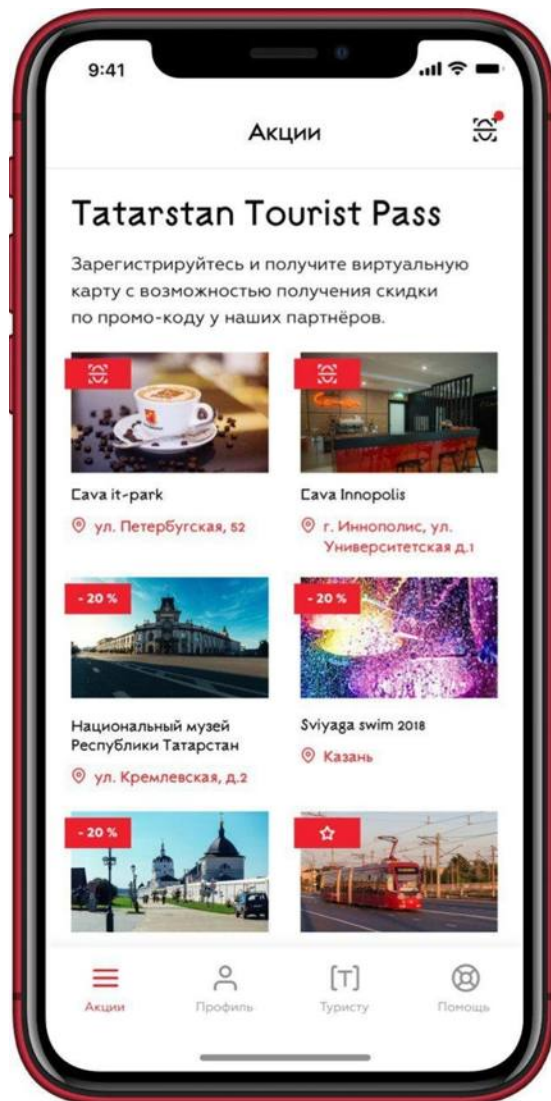 9:41
Акции
Tatarstan Tourist Pass
Зарегистрируйтесь и получите виртуальную
карту с возможностью получения скидки
по промо-коду у наших партнёров.
Cava it-park
ул. Петербугская, 52
Cava Innopolis
г. Иннополис, ул.
Университетская д.1
- 20 %
- 20 %
Национальный музей
Республики Татарстан
ул. Кремлевская, д.2
Sviyaga swim 2018
Казань
- 20 %
Акции
Профиль
[T]
Туристу
Помощь